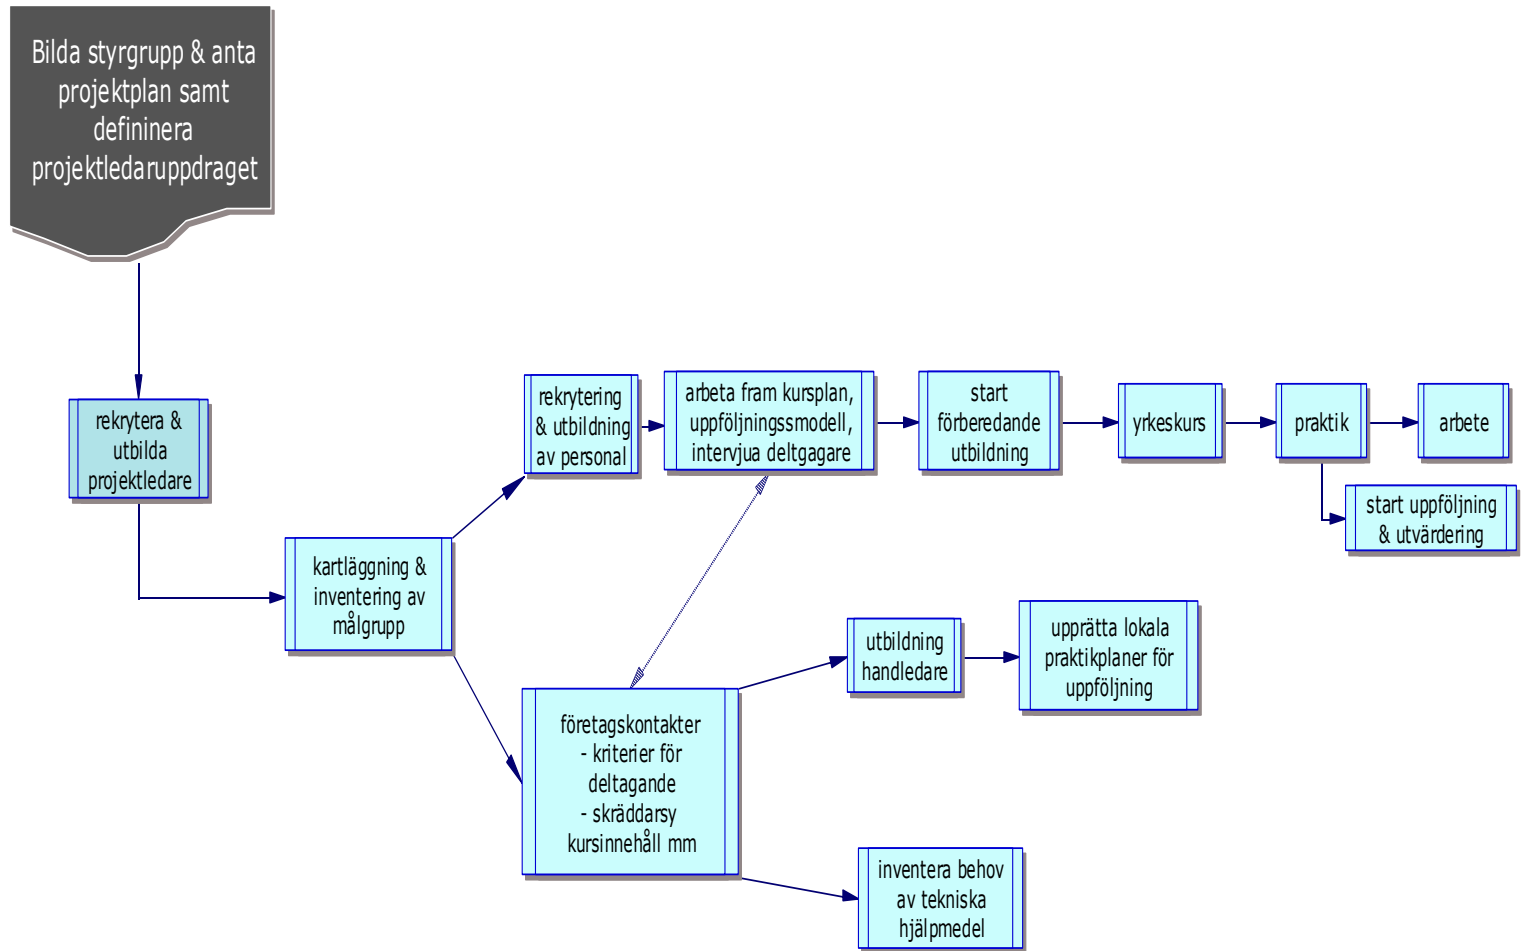 Bilda styrgrupp & anta
projektplan samt
defininera
projektledaruppdraget
rekrytera &
utbilda
projektledare
kartläggning &
inventering av
målgrupp
rekrytering
& utbildning
av personal
arbeta fram kursplan,
uppföljningssmodell,
intervjua deltgagare
start
förberedande
utbildning
yrkeskurs
praktik
arbete
start uppföljning
& utvärdering
företagskontakter
- kriterier för
deltagande
- skräddarsy
kursinnehåll mm
utbildning
handledare
upprätta lokala
praktikplaner för
uppföljning
inventera behov
av tekniska
hjälpmedel